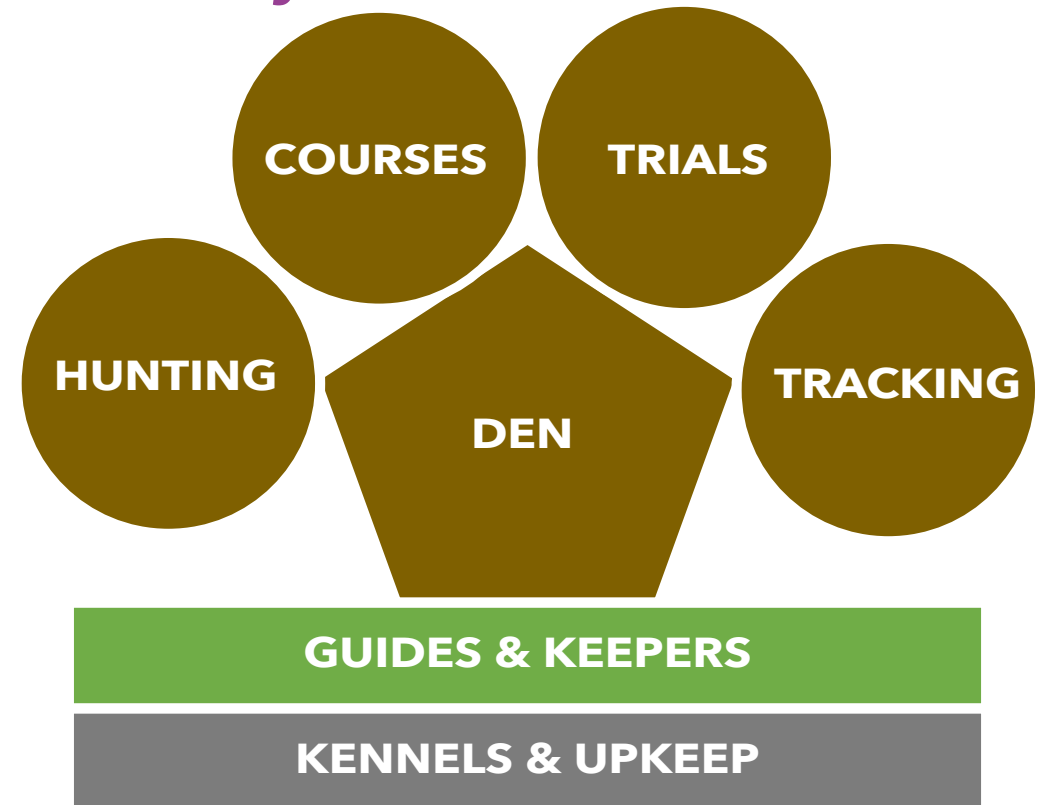 COURSES
TRIALS
HUNTING
TRACKING
DEN
GUIDES & KEEPERS
KENNELS & UPKEEP